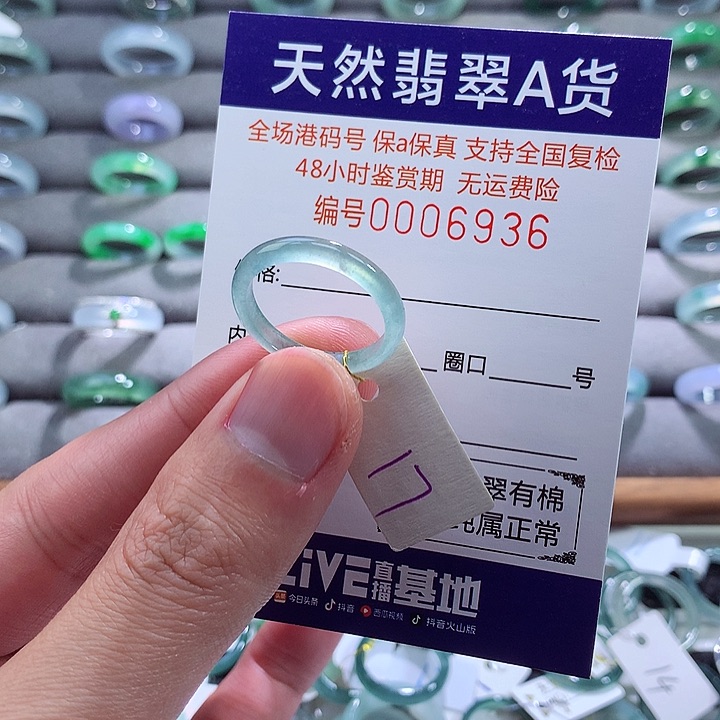 天然翡翠A货
全场港码号 保a保真 支持全国复检
48小时鉴赏期 无运费险
编号0006936
格:
内 圈口 号
17
翠有棉
属正常
LIVE直播基地
头条 今日头条 抖音 西瓜视频 抖音火山版
14